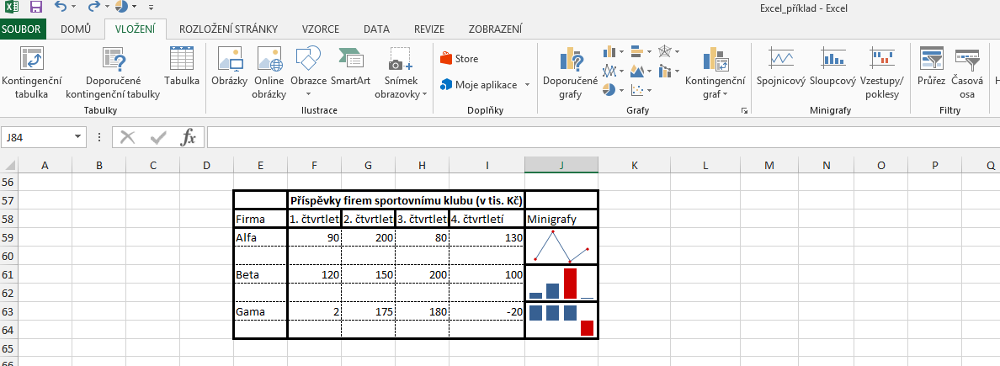 Excel_příklad - Excel
SOUBOR DOMŮ VLOŽENÍ ROZLOŽENÍ STRÁNKY VZORCE DATA REVIZE ZOBRAZENÍ
Kontingenční tabulka
Doporučené kontingenční tabulky
Tabulka
Obrázky
Online obrázky
Obrazce
SmartArt
Snímek obrazovky
Store
Moje aplikace
Doporučené grafy
Kontingenční graf
Spojnicový
Sloupcový
Vzestupy/ poklesy
Průřez
Časová osa
Tabulky Ilustrace Doplňky Grafy Minigrafy Filtry
J84 fx
A B C D E F G H I J K L M N O P Q
56
57 Příspěvky firem sportovnímu klubu (v tis. Kč)
58 Firma 1. čtvrtlet 2. čtvrtlet 3. čtvrtlet 4. čtvrtletí Minigrafy
59 Alfa 90 200 80 130
60
61 Beta 120 150 200 100
62
63 Gama 2 175 180 -20
64
65
66